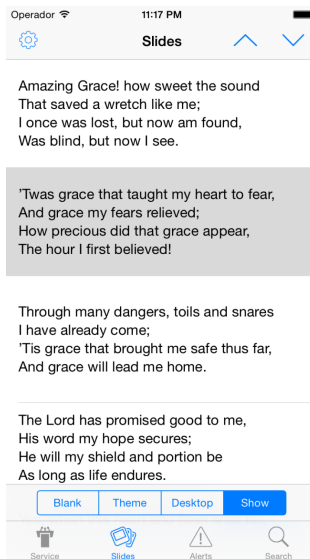 Operador 11:17 PM
Slides
Amazing Grace! how sweet the sound
That saved a wretch like me;
I once was lost, but now am found,
Was blind, but now I see.
’Twas grace that taught my heart to fear,
And grace my fears relieved;
How precious did that grace appear,
The hour I first believed!
Through many dangers, toils and snares
I have already come;
’Tis grace that brought me safe thus far,
And grace will lead me home.
The Lord has promised good to me,
His word my hope secures;
He will my shield and portion be
As long as life endures.
Blank Theme Desktop Show
Service Slides Alerts Search